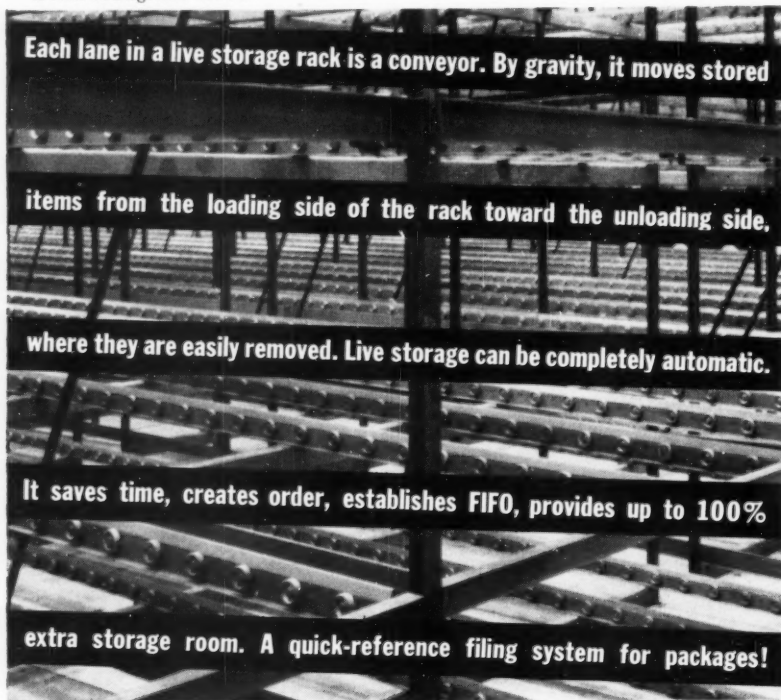 Each lane in a live storage rack is a conveyor. By gravity, it moves stored
items from the loading side of the rack toward the unloading side,
where they are easily removed. Live storage can be completely automatic.
It saves time, creates order, establishes FIFO, provides up to 100%
extra storage room. A quick-reference filing system for packages!